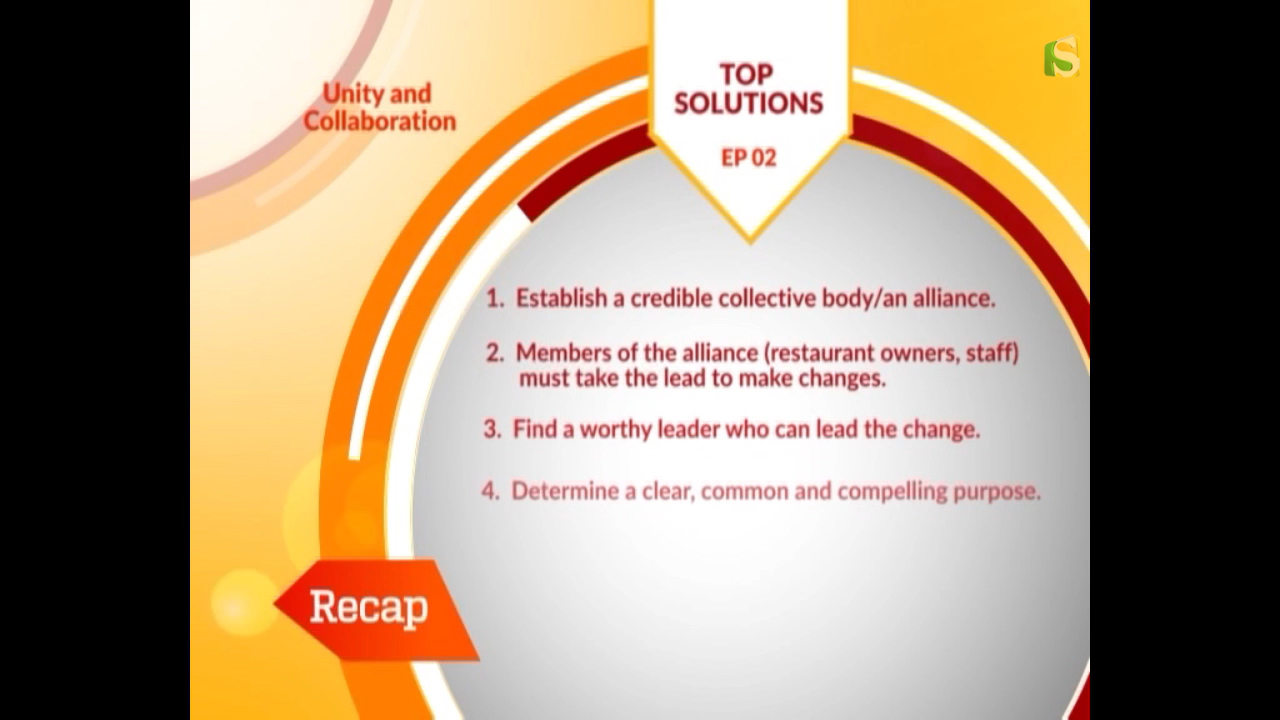 Unity and
Collaboration
TOP
SOLUTIONS
EP 02
1. Establish a credible collective body/an alliance.
2. Members of the alliance (restaurant owners, staff)
must take the lead to make changes.
3. Find a worthy leader who can lead the change.
4. Determine a clear, common and compelling purpose.
Recap